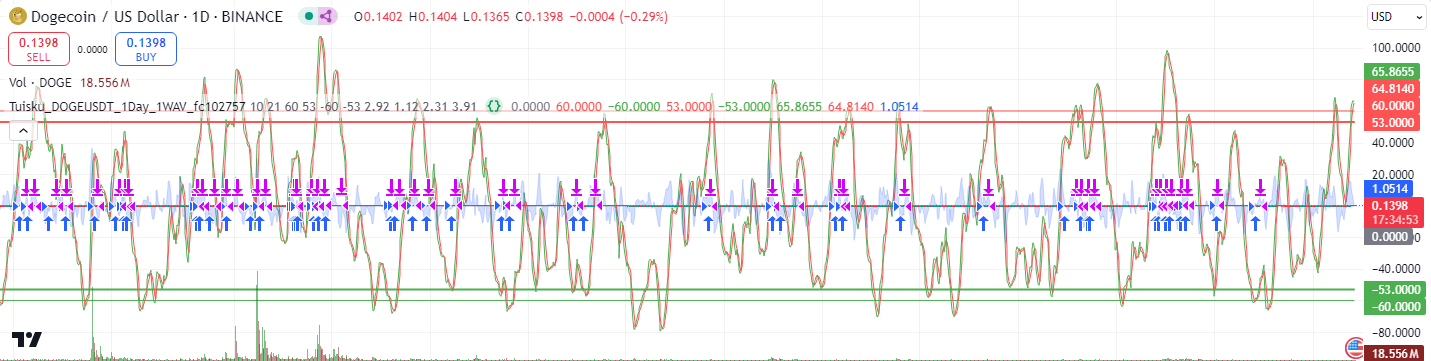 Dogecoin / US Dollar · 1D · BINANCE O0.1402 H0.1404 L0.1365 C0.1398 −0.0004 (−0.29%)
USD
0.1398 SELL
0.0000
0.1398 BUY
Vol · DOGE 18.556M
Tuisku_DOGEUSDT_1Day_1WAV_fc102757 10 21 60 53 -60 -53 2.92 1.12 2.31 3.91 {} 0.0000 60.0000 −60.0000 53.0000 −53.0000 65.8655 64.8140 1.0514
100.0000
65.8655
64.8140
60.0000
53.0000
40.0000
20.0000
1.0514
0.1398
17:34:53
0.0000
−40.0000
−53.0000
−60.0000
−80.0000
18.556M